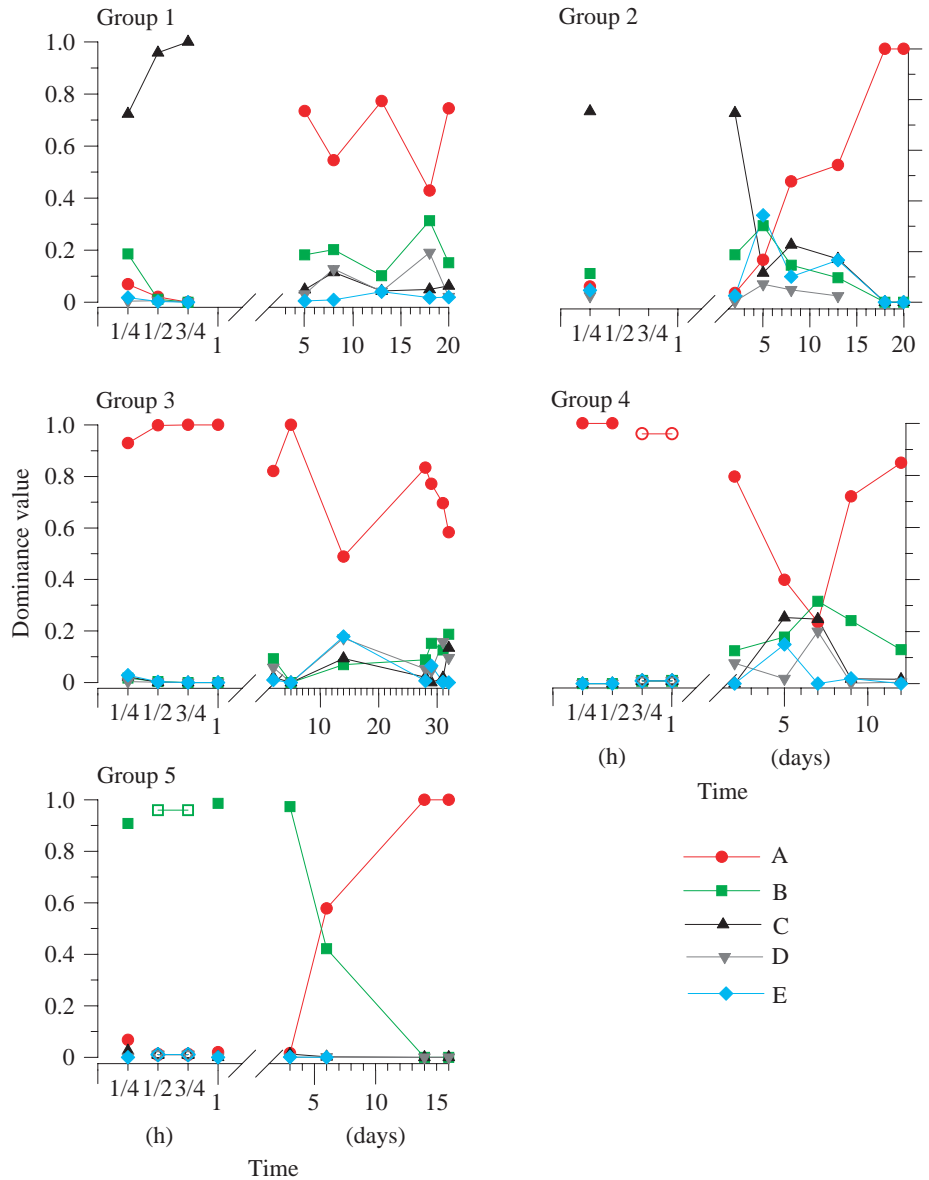 Group 1
Group 2
1.0
0.8
0.6
0.4
0.2
0
1/4 1/2 3/4 1 5 10 15 20
1/4 1/2 3/4 1 5 10 15 20
Group 3
Group 4
1.0
0.8
0.6
0.4
0.2
0
Dominance value
1/4 1/2 3/4 1 10 20 30
1/4 1/2 3/4 1 5 10
(h) (days)
Time
Group 5
1.0
0.8
0.6
0.4
0.2
0
1/4 1/2 3/4 1 5 10 15
(h) (days)
Time
A
B
C
D
E